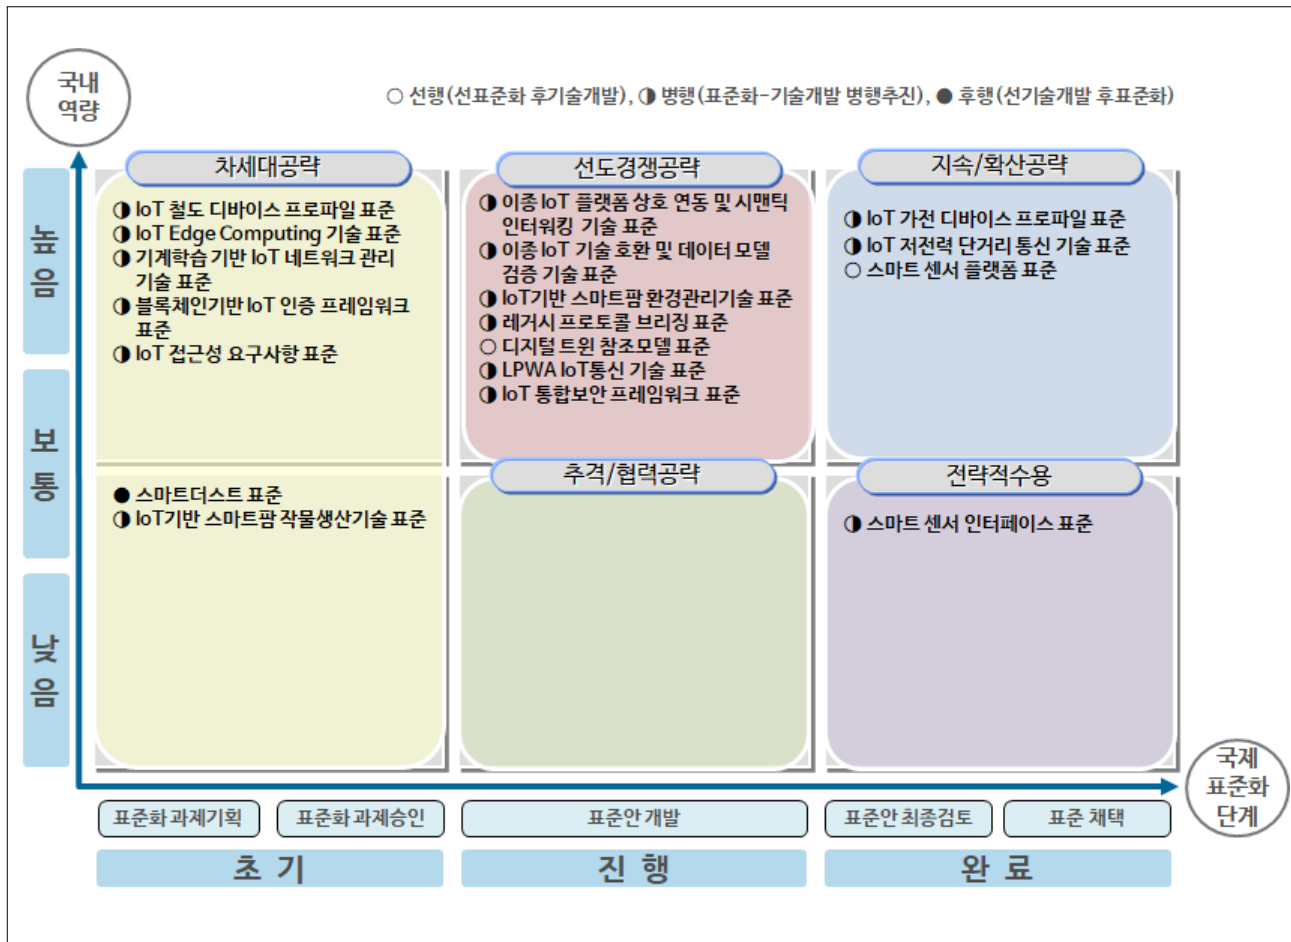 국내
역량
○ 선행(선표준화 후기술개발), ◑ 병행(표준화-기술개발 병행추진), ● 후행(선기술개발 후표준화)
높
음
보
통
낮
음
차세대공략
◑ IoT 철도 디바이스 프로파일 표준
◑ IoT Edge Computing 기술 표준
◑ 기계학습 기반 IoT 네트워크 관리
기술 표준
◑ 블록체인기반 IoT 인증 프레임워크
표준
◑ IoT 접근성 요구사항 표준
● 스마트더스트 표준
◑ IoT기반 스마트팜 작물생산기술 표준
선도경쟁공략
◑ 이종 IoT 플랫폼 상호 연동 및 시맨틱
인터워킹 기술 표준
◑ 이종 IoT 기술 호환 및 데이터 모델
검증 기술 표준
◑ IoT기반 스마트팜 환경관리기술 표준
◑ 레거시 프로토콜 브리징 표준
○ 디지털 트윈 참조모델 표준
◑ LPWA IoT통신 기술 표준
◑ IoT 통합보안 프레임워크 표준
추격/협력공략
지속/확산공략
◑ IoT 가전 디바이스 프로파일 표준
◑ IoT 저전력 단거리 통신 기술 표준
○ 스마트 센서 플랫폼 표준
전략적수용
◑ 스마트 센서 인터페이스 표준
국제
표준화
단계
표준화 과제기획
표준화 과제승인
표준안 개발
표준안 최종검토
표준 채택
초 기
진 행
완 료